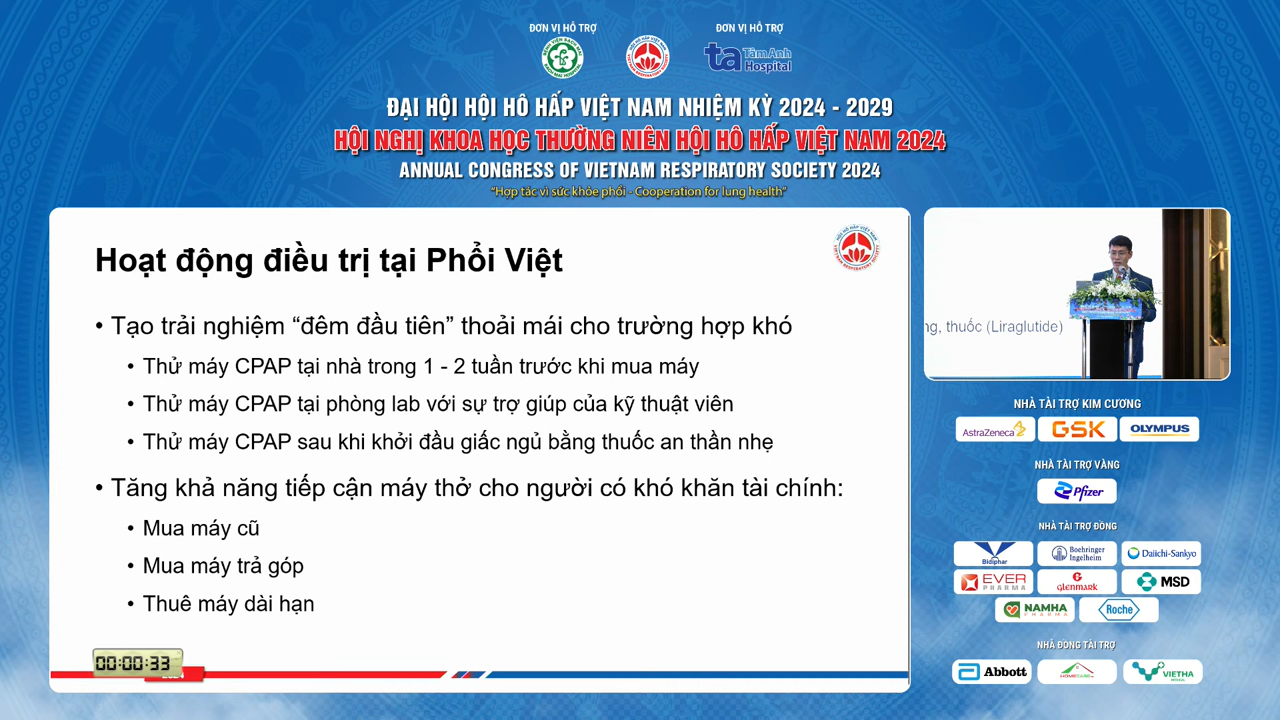 ĐƠN VỊ HỖ TRỢ
ĐƠN VỊ HỖ TRỢ
TâmAnh
Hospital
ĐẠI HỘI HỘI HÔ HẤP VIỆT NAM NHIỆM KỲ 2024 - 2029
HỘI NGHỊ KHOA HỌC THƯỜNG NIÊN HỘI HÔ HẤP VIỆT NAM 2024
ANNUAL CONGRESS OF VIETNAM RESPIRATORY SOCIETY 2024
“Hợp tác vì sức khỏe phổi - Cooperation for lung health”
Hoạt động điều trị tại Phổi Việt
• Tạo trải nghiệm “đêm đầu tiên” thoải mái cho trường hợp khó
• Thử máy CPAP tại nhà trong 1 - 2 tuần trước khi mua máy
• Thử máy CPAP tại phòng lab với sự trợ giúp của kỹ thuật viên
• Thử máy CPAP sau khi khởi đầu giấc ngủ bằng thuốc an thần nhẹ
• Tăng khả năng tiếp cận máy thở cho người có khó khăn tài chính:
• Mua máy cũ
• Mua máy trả góp
• Thuê máy dài hạn
00:00:33
ng, thuốc (Liraglutide)
NHÀ TÀI TRỢ KIM CƯƠNG
AstraZeneca
GSK
OLYMPUS
NHÀ TÀI TRỢ VÀNG
Pfizer
NHÀ TÀI TRỢ ĐỒNG
Bidiphar
Boehringer
Ingelheim
Daiichi-Sankyo
EVER
PHARMA
GLENMARK
MSD
NAMHA
PHARMA
Roche
NHÀ ĐỒNG TÀI TRỢ
Abbott
HOMECARE
VIETHA
MEDICAL